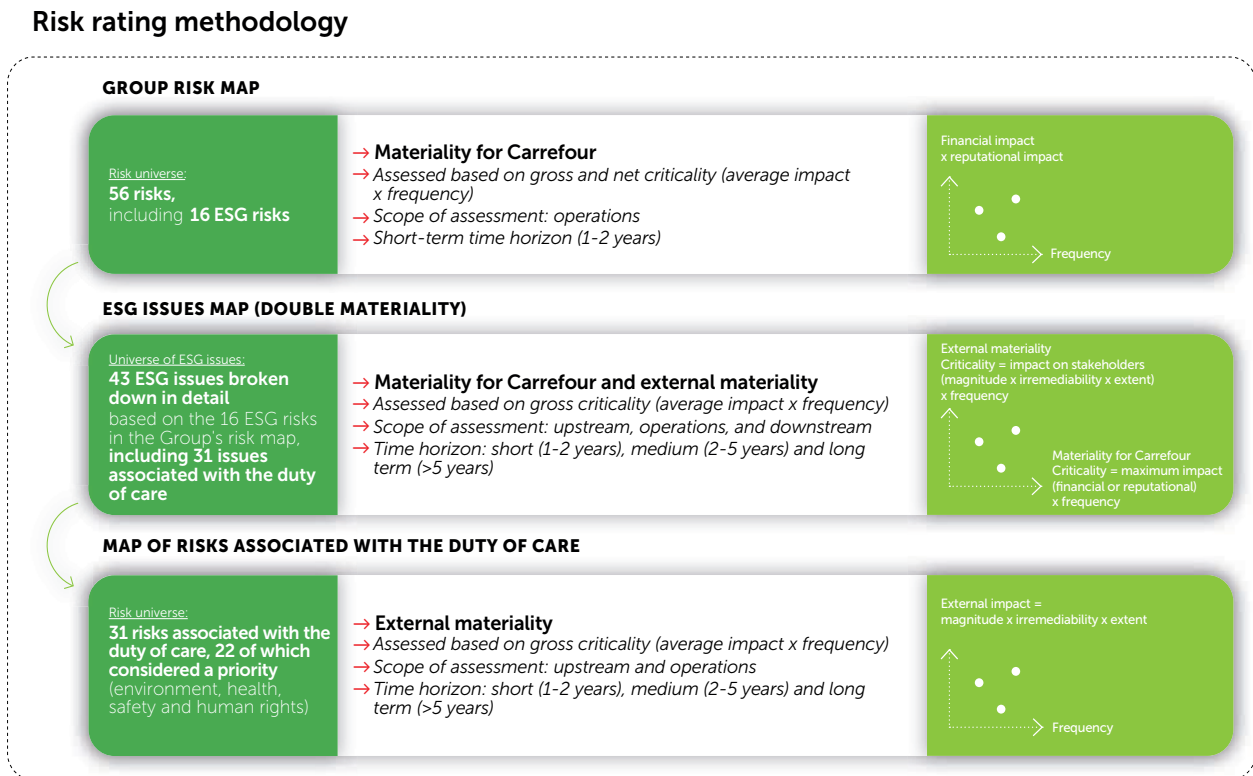 Risk rating methodology
GROUP RISK MAP
Risk universe:
56 risks,
including 16 ESG risks
→ Materiality for Carrefour
→ Assessed based on gross and net criticality (average impact
x frequency)
→ Scope of assessment: operations
→ Short-term time horizon (1-2 years)
Financial impact
x reputational impact
Frequency
ESG ISSUES MAP (DOUBLE MATERIALITY)
Universe of ESG issues:
43 ESG issues broken
down in detail
based on the 16 ESG risks
in the Group's risk map,
including 31 issues
associated with the duty
of care
→ Materiality for Carrefour and external materiality
→ Assessed based on gross criticality (average impact x frequency)
→ Scope of assessment: upstream, operations, and downstream
→ Time horizon: short (1-2 years), medium (2-5 years) and long
term (>5 years)
External materiality
Criticality = impact on stakeholders
(magnitude x irremediability x extent)
x frequency
Materiality for Carrefour
Criticality = maximum impact
(financial or reputational)
x frequency
MAP OF RISKS ASSOCIATED WITH THE DUTY OF CARE
Risk universe:
31 risks associated with the
duty of care, 22 of which
considered a priority
(environment, health,
safety and human rights)
→ External materiality
→ Assessed based on gross criticality (average impact x frequency)
→ Scope of assessment: upstream and operations
→ Time horizon: short (1-2 years), medium (2-5 years) and long
term (>5 years)
External impact =
magnitude x irremediability x extent
Frequency